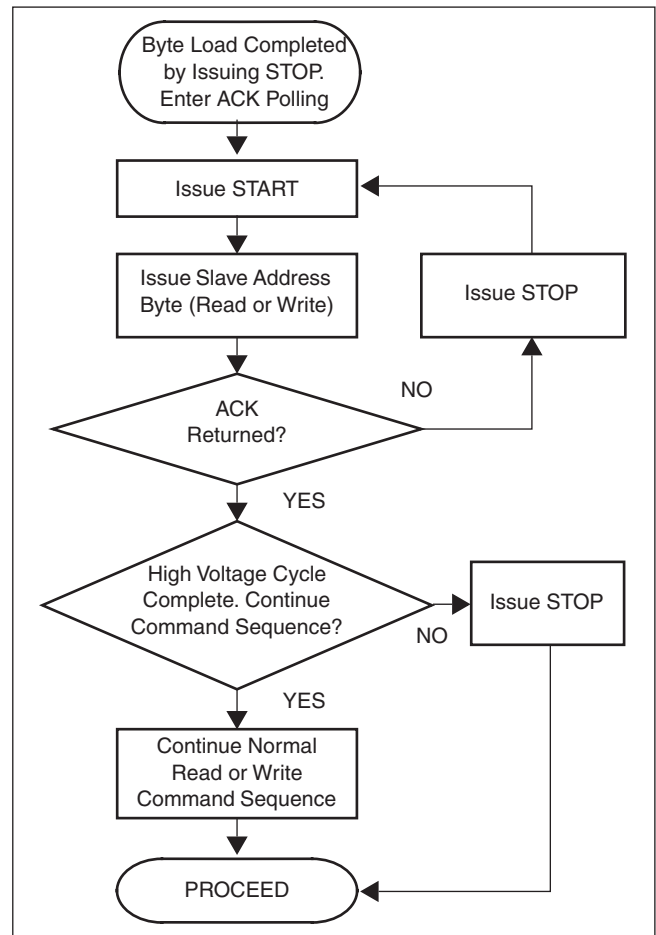 Byte Load Completed
by Issuing STOP.
Enter ACK Polling
Issue START
Issue Slave Address
Byte (Read or Write)
Issue STOP
ACK
Returned?
NO
YES
High Voltage Cycle
Complete. Continue
Command Sequence?
Issue STOP
NO
YES
Continue Normal
Read or Write
Command Sequence
PROCEED